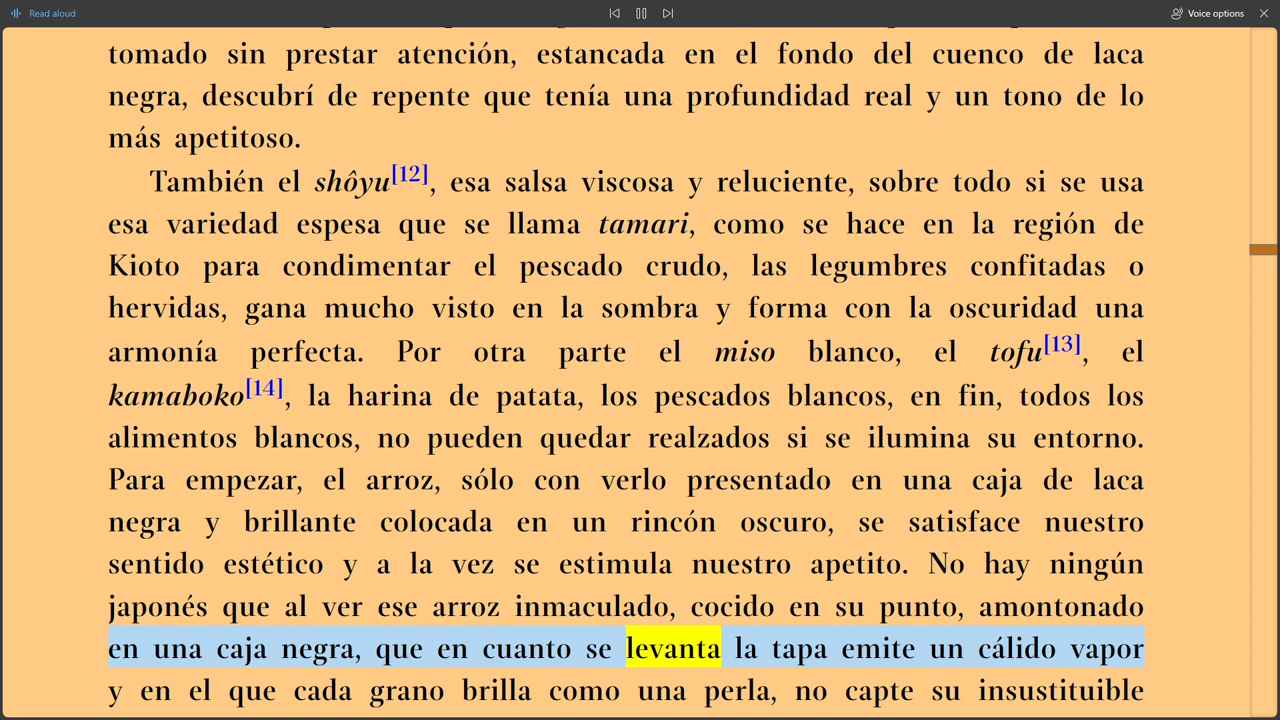 Read aloud
Voice options
tomado sin prestar atención, estancada en el fondo del cuenco de laca
negra, descubrí de repente que tenía una profundidad real y un tono de lo
más apetitoso.
También el shôyu[12], esa salsa viscosa y reluciente, sobre todo si se usa
esa variedad espesa que se llama tamari, como se hace en la región de
Kioto para condimentar el pescado crudo, las legumbres confitadas o
hervidas, gana mucho visto en la sombra y forma con la oscuridad una
armonía perfecta. Por otra parte el miso blanco, el tofu[13], el
kamaboko[14], la harina de patata, los pescados blancos, en fin, todos los
alimentos blancos, no pueden quedar realzados si se ilumina su entorno.
Para empezar, el arroz, sólo con verlo presentado en una caja de laca
negra y brillante colocada en un rincón oscuro, se satisface nuestro
sentido estético y a la vez se estimula nuestro apetito. No hay ningún
japonés que al ver ese arroz inmaculado, cocido en su punto, amontonado
en una caja negra, que en cuanto se levanta la tapa emite un cálido vapor
y en el que cada grano brilla como una perla, no capte su insustituible